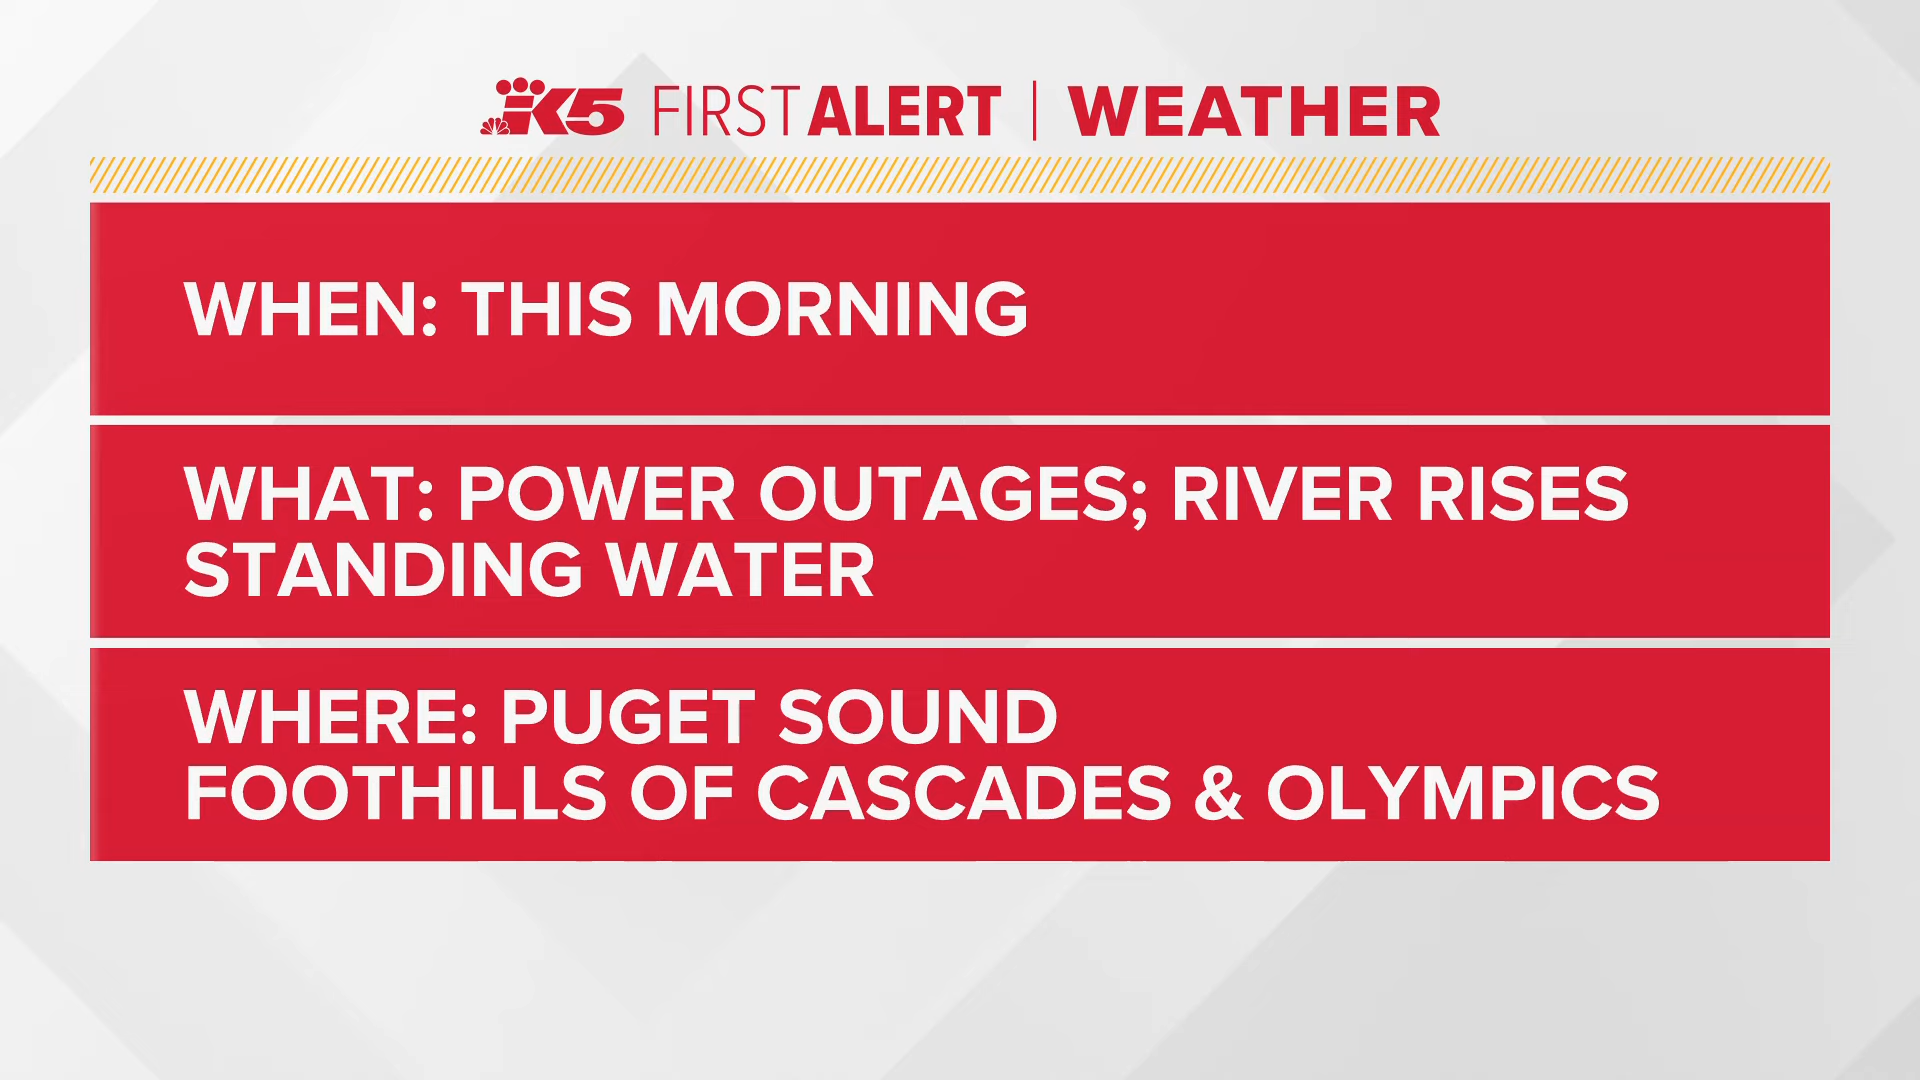 K5 FIRST ALERT | WEATHER
WHEN: THIS MORNING
WHAT: POWER OUTAGES; RIVER RISES
STANDING WATER
WHERE: PUGET SOUND
FOOTHILLS OF CASCADES & OLYMPICS